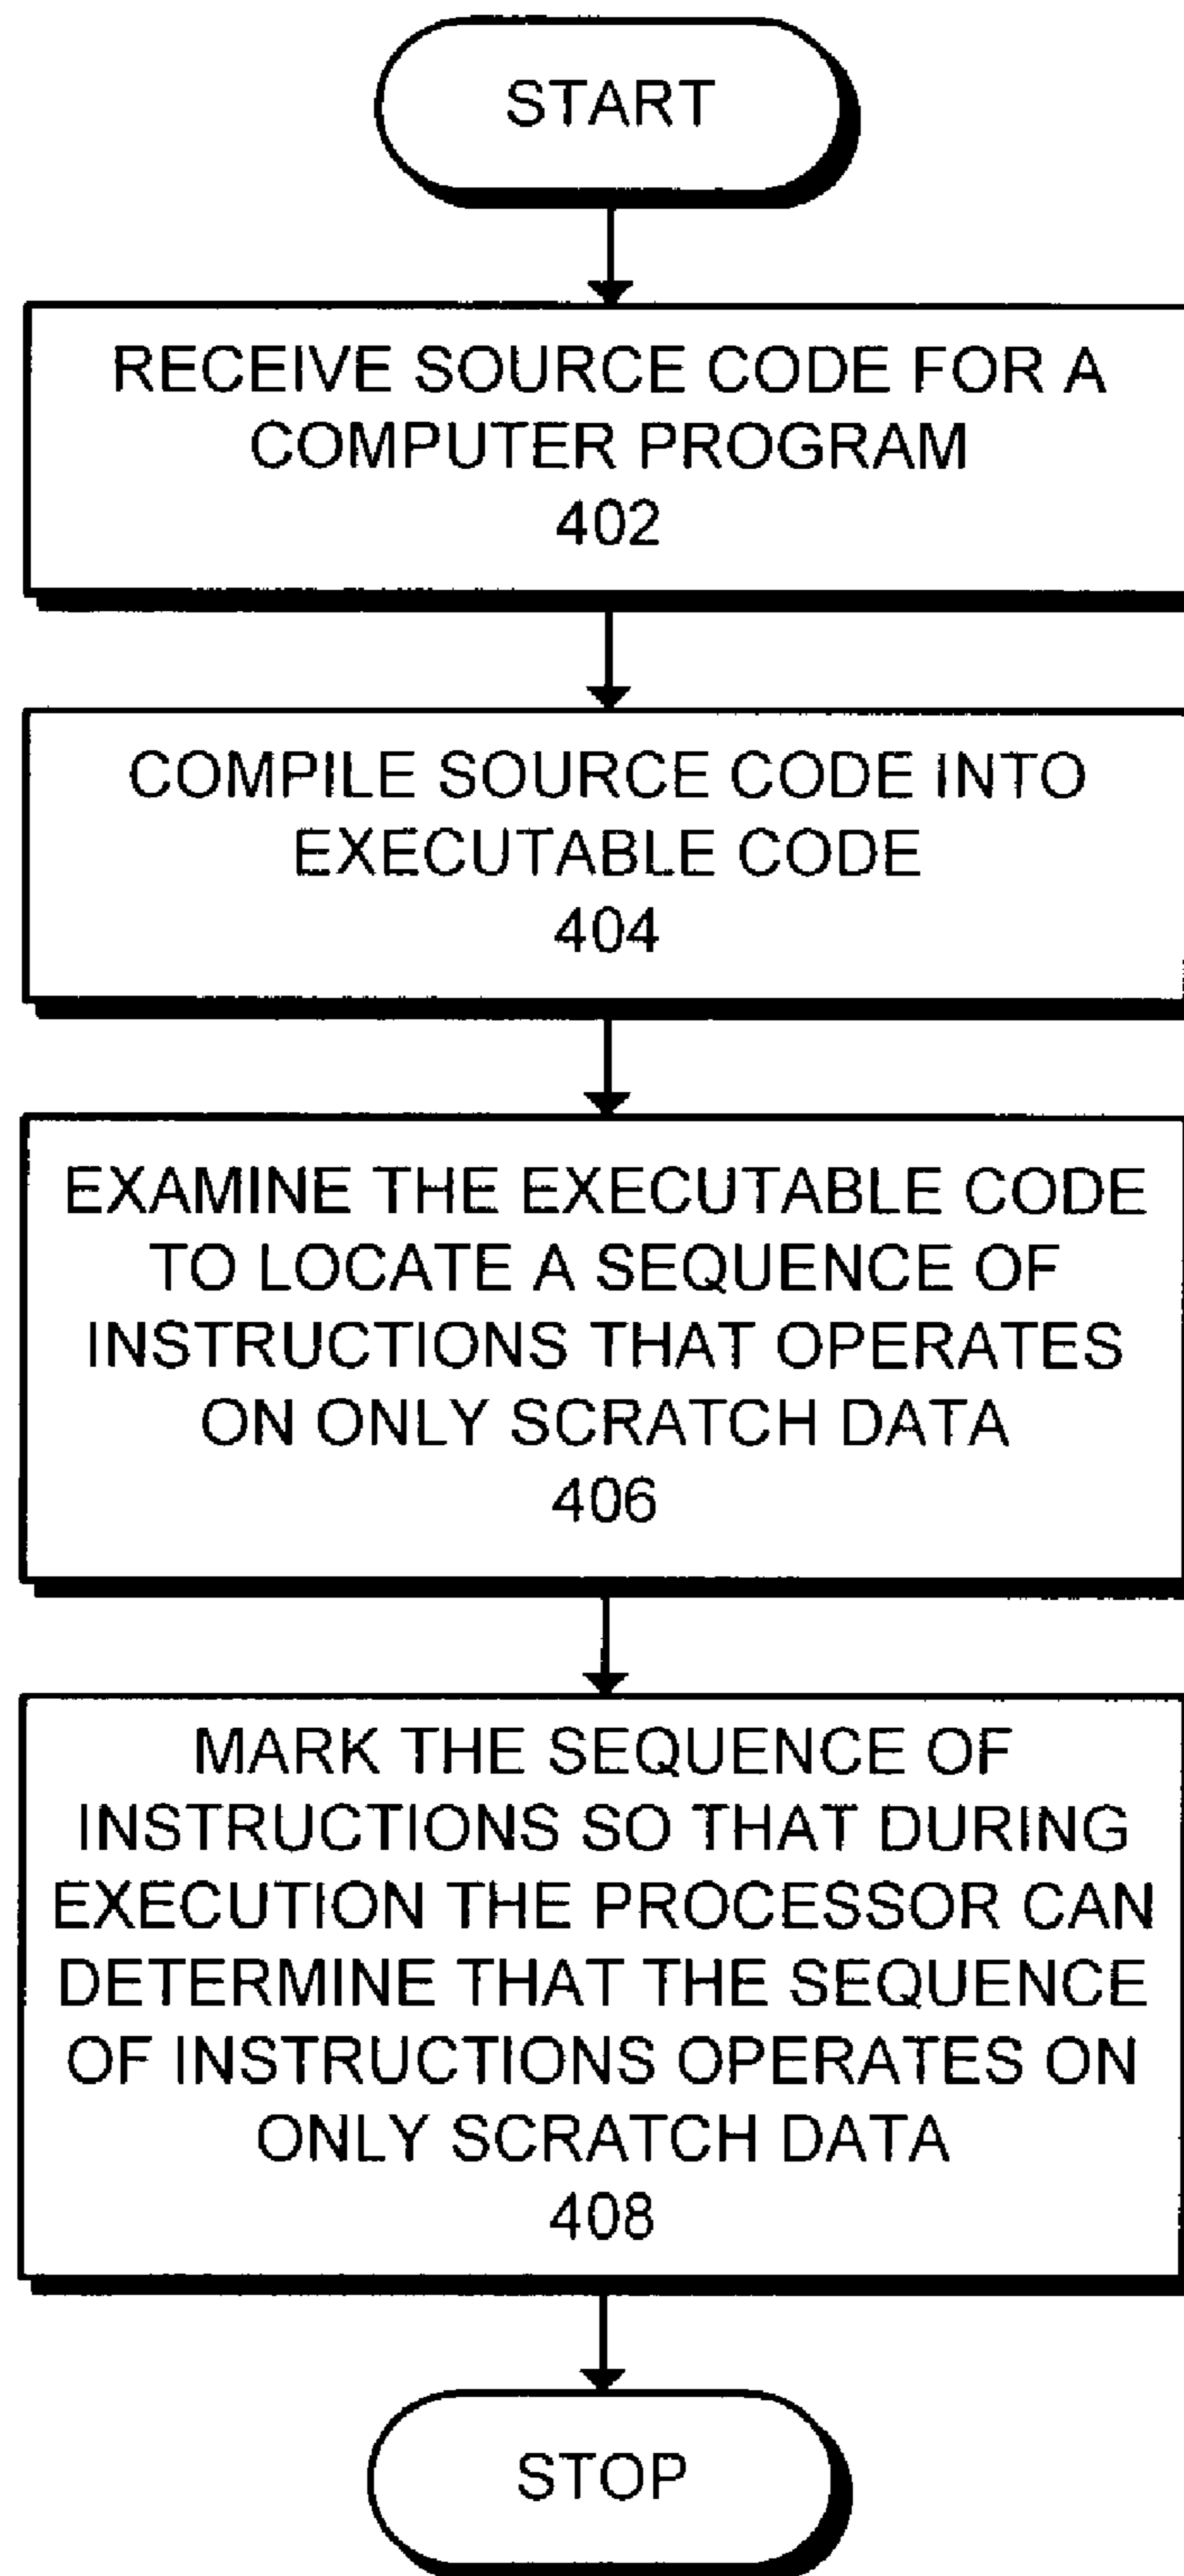 START
RECEIVE SOURCE CODE FOR A
COMPUTER PROGRAM
402
COMPILE SOURCE CODE INTO
EXECUTABLE CODE
404
EXAMINE THE EXECUTABLE CODE
TO LOCATE A SEQUENCE OF
INSTRUCTIONS THAT OPERATES
ON ONLY SCRATCH DATA
406
MARK THE SEQUENCE OF
INSTRUCTIONS SO THAT DURING
EXECUTION THE PROCESSOR CAN
DETERMINE THAT THE SEQUENCE
OF INSTRUCTIONS OPERATES ON
ONLY SCRATCH DATA
408
STOP